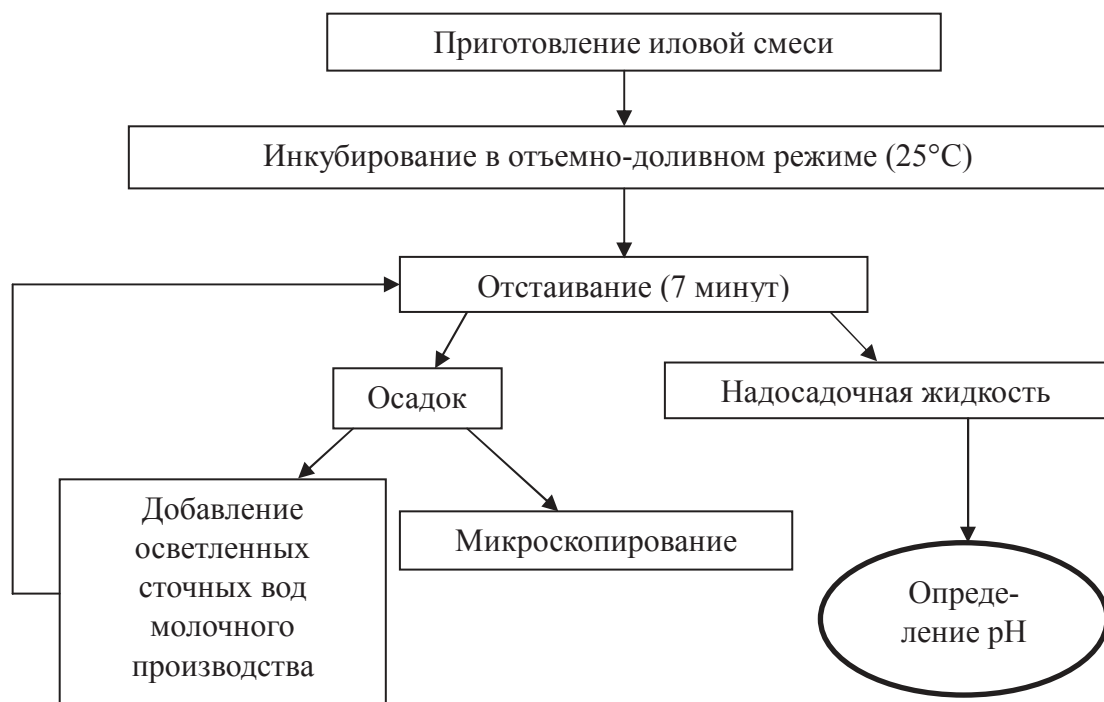 Приготовление иловой смеси
Инкубирование в отъемно-доливном режиме (25°С)
Отстаивание (7 минут)
Осадок
Надосадочная жидкость
Добавление
осветленных
сточных вод
молочного
производства
Микроскопирование
Опреде-
ление pH